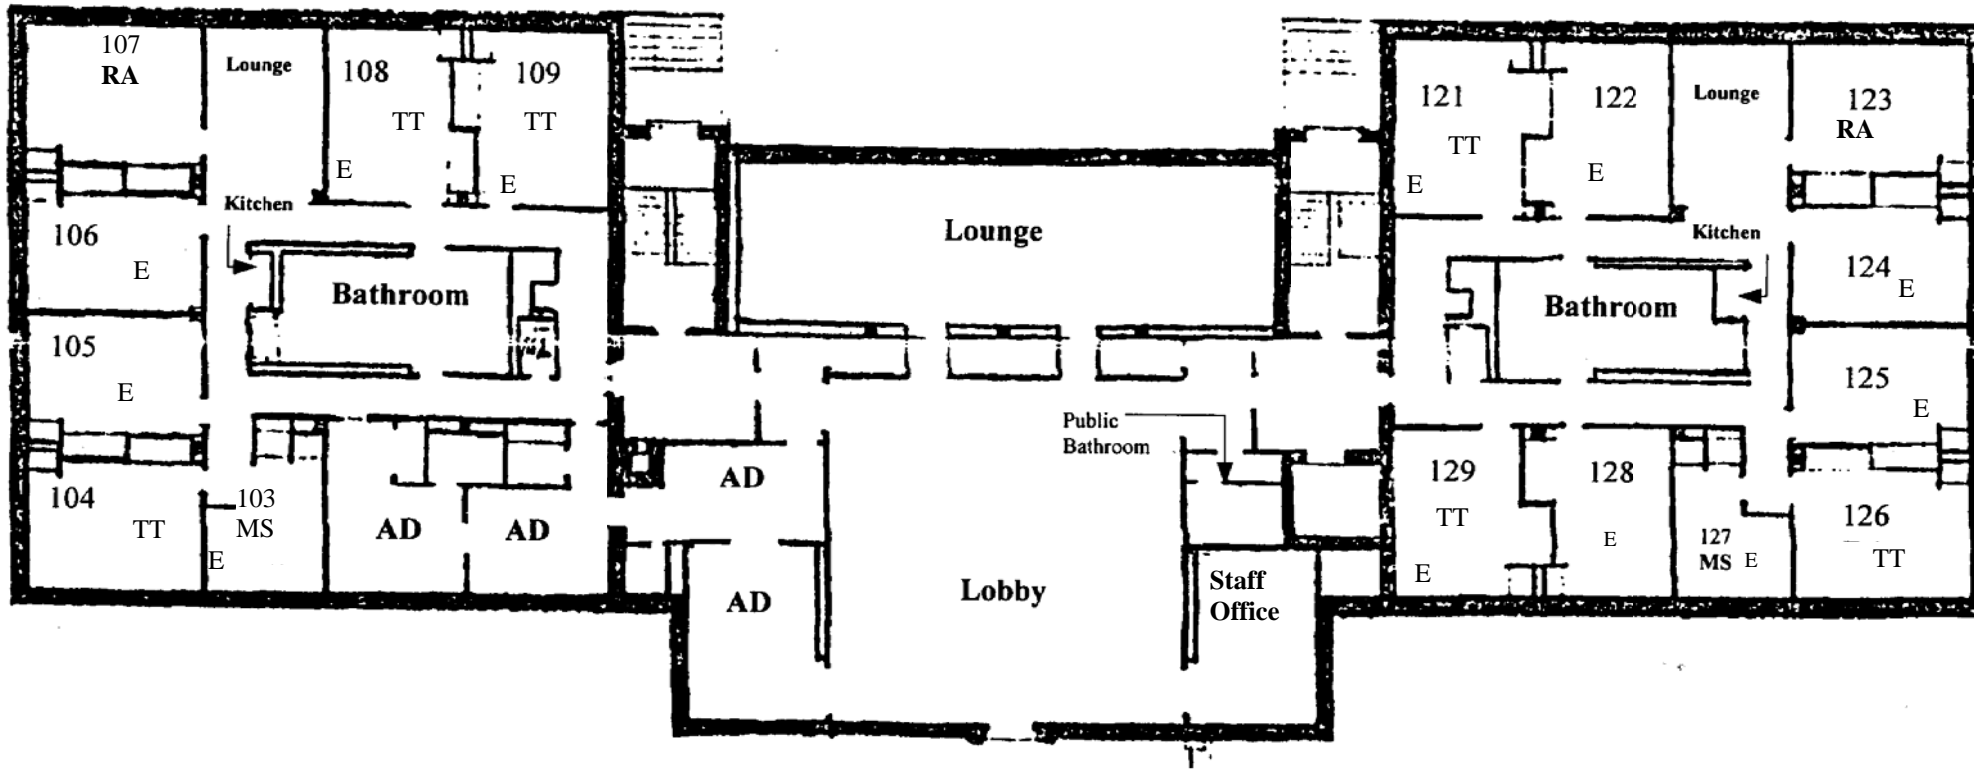 107
RA
Lounge
108
TT
E
109
TT
E
Kitchen
106
E
Bathroom
105
E
104
TT
103
MS
E
AD
AD
AD
AD
Lounge
Public
Bathroom
Lobby
Staff
Office
121
TT
E
122
E
Lounge
123
RA
Kitchen
124
E
Bathroom
125
E
129
TT
E
128
E
127
MS
E
126
TT